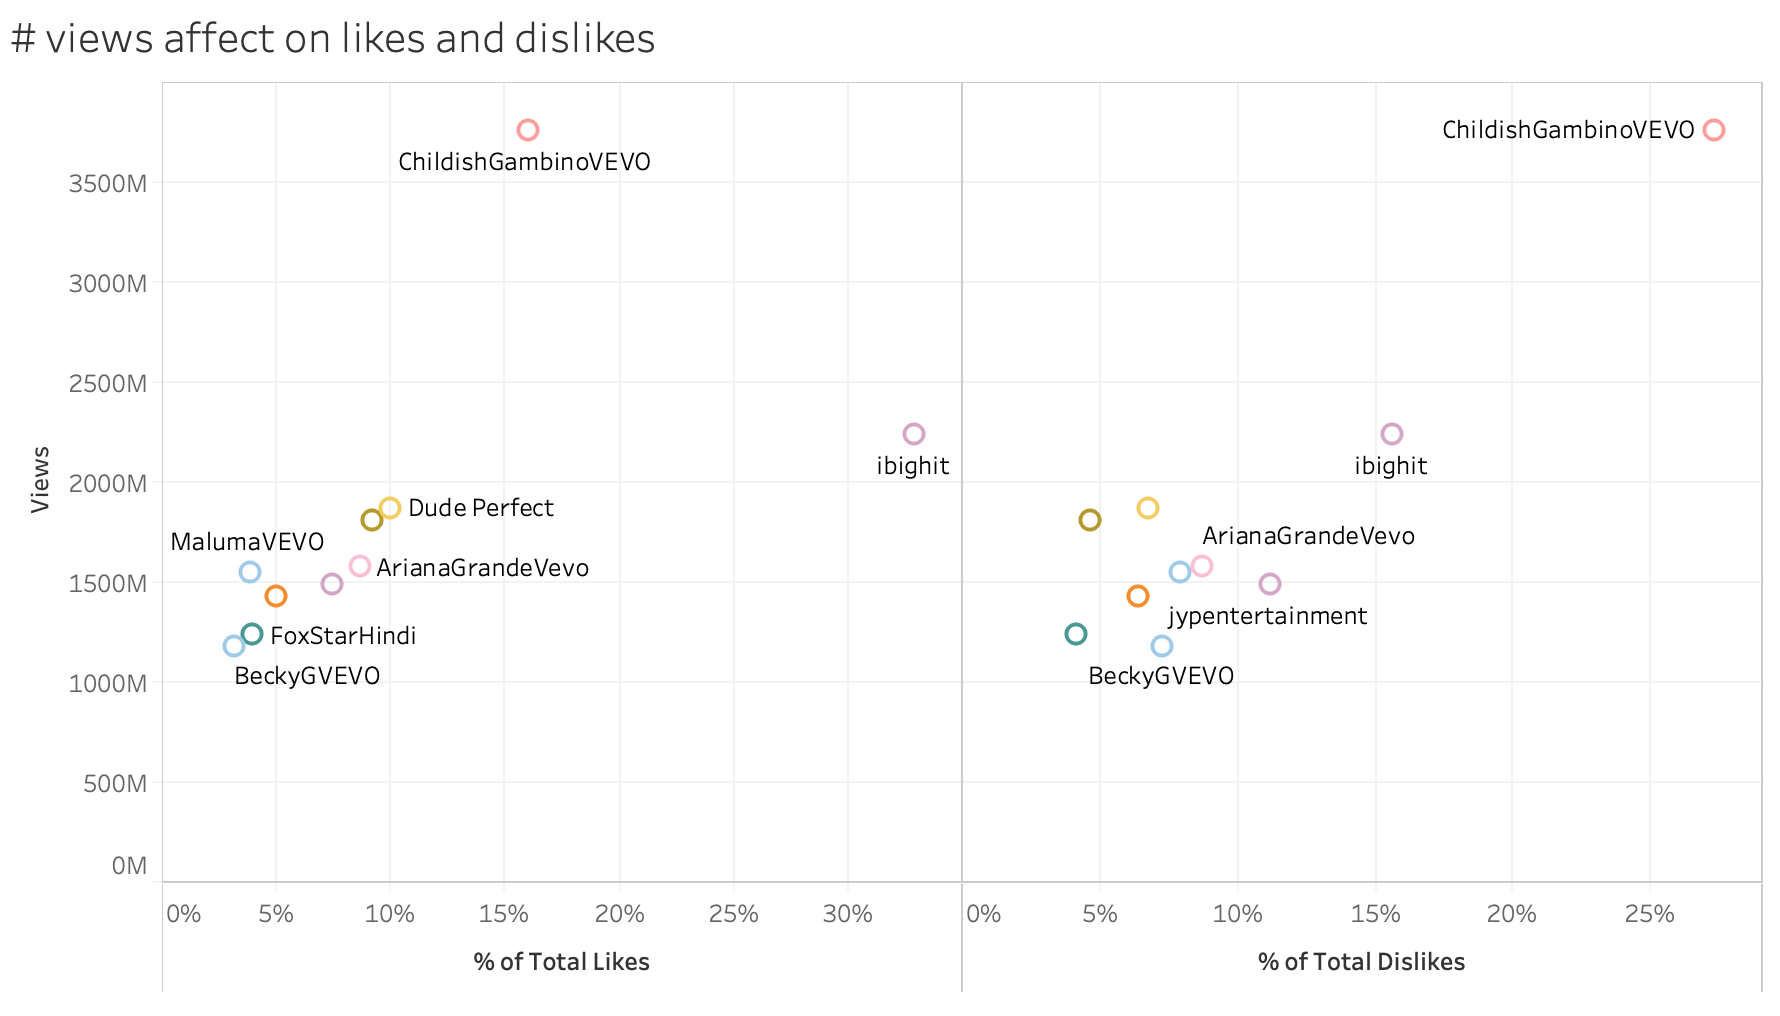 # views affect on likes and dislikes
ChildishGambinoVEVO
ChildishGambinoVEVO
3500M
3000M
2500M
ibighit
ibighit
2000M
Views
Dude Perfect
MalumaVEVO
ArianaGrandeVevo
ArianaGrandeVevo
1500M
jypentertainment
FoxStarHindi
BeckyGVEVO
BeckyGVEVO
1000M
500M
0M
0% 5% 10% 15% 20% 25% 30% 0% 5% 10% 15% 20% 25%
% of Total Likes
% of Total Dislikes